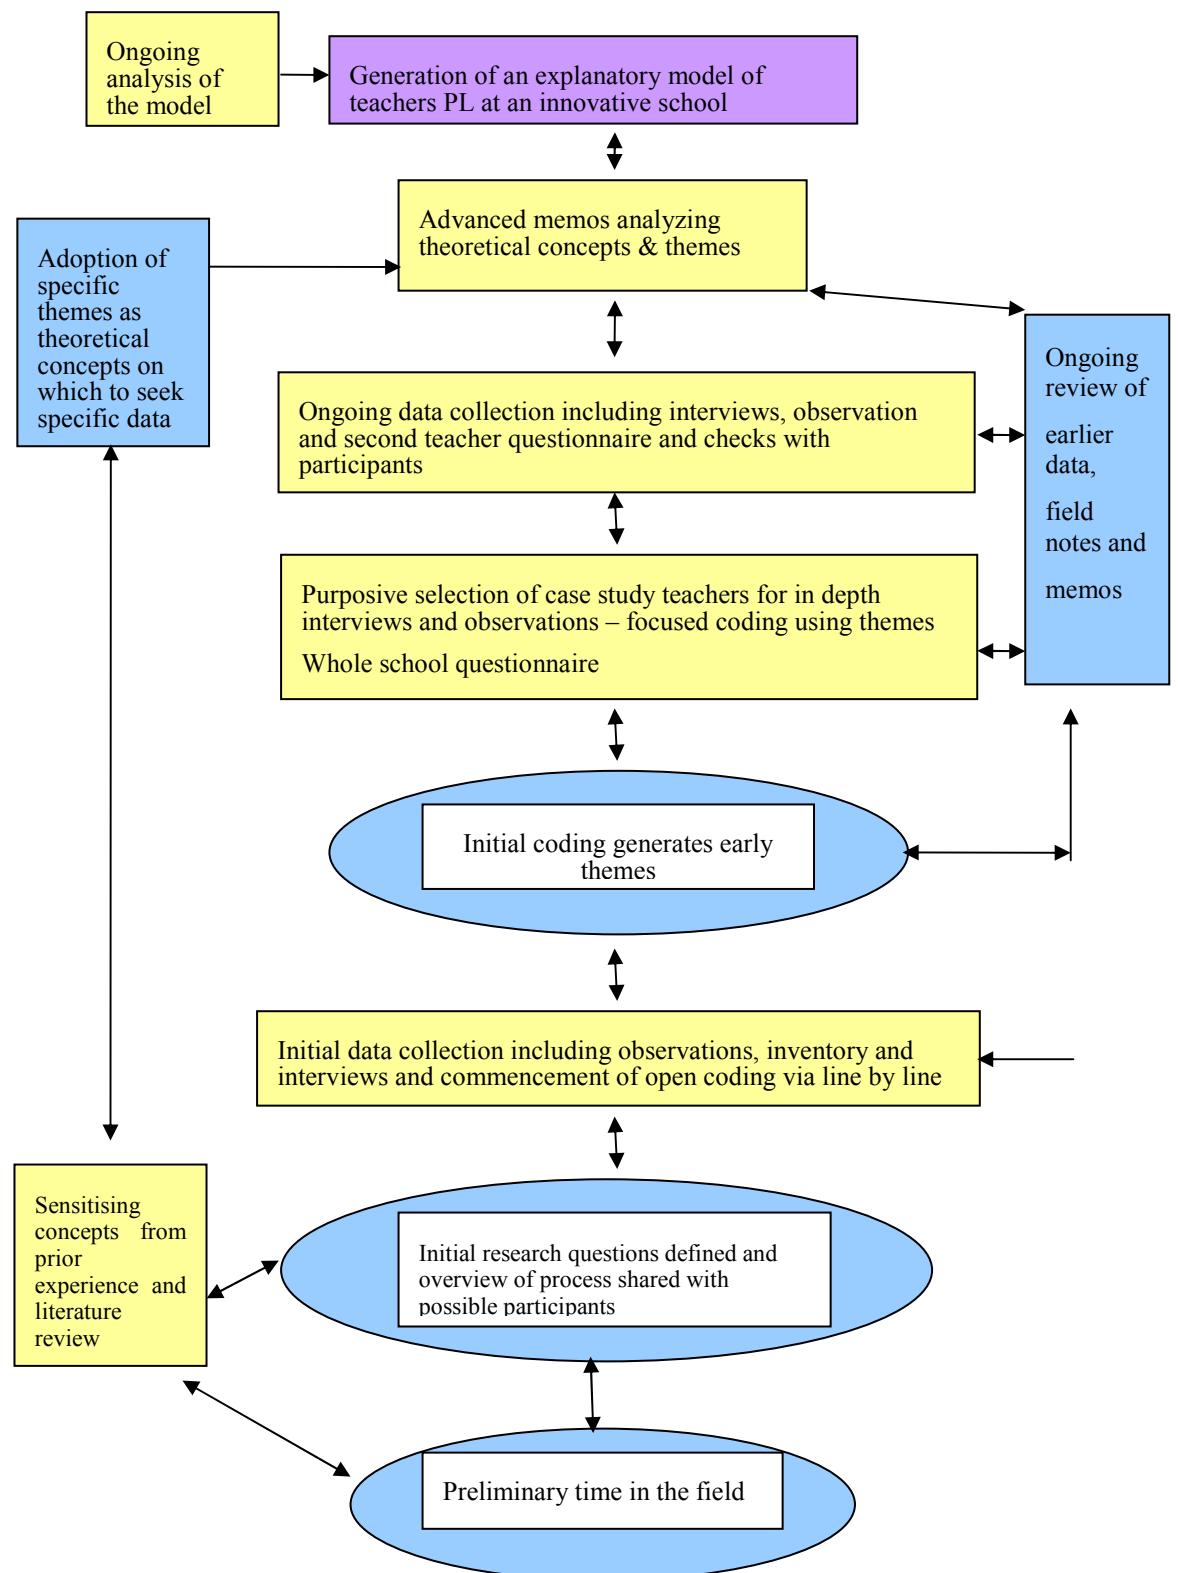 Ongoing
analysis of
the model
Generation of an explanatory model of
teachers PL at an innovative school
Advanced memos analyzing
theoretical concepts & themes
Adoption of
specific
themes as
theoretical
concepts on
which to seek
specific data
Ongoing
review of
earlier
data,
field
notes and
memos
Ongoing data collection including interviews, observation
and second teacher questionnaire and checks with
participants
Purposive selection of case study teachers for in depth
interviews and observations – focused coding using themes
Whole school questionnaire
Initial coding generates early
themes
Initial data collection including observations, inventory and
interviews and commencement of open coding via line by line
Sensitising
concepts from
prior
experience and
literature
review
Initial research questions defined and
overview of process shared with
possible participants
Preliminary time in the field